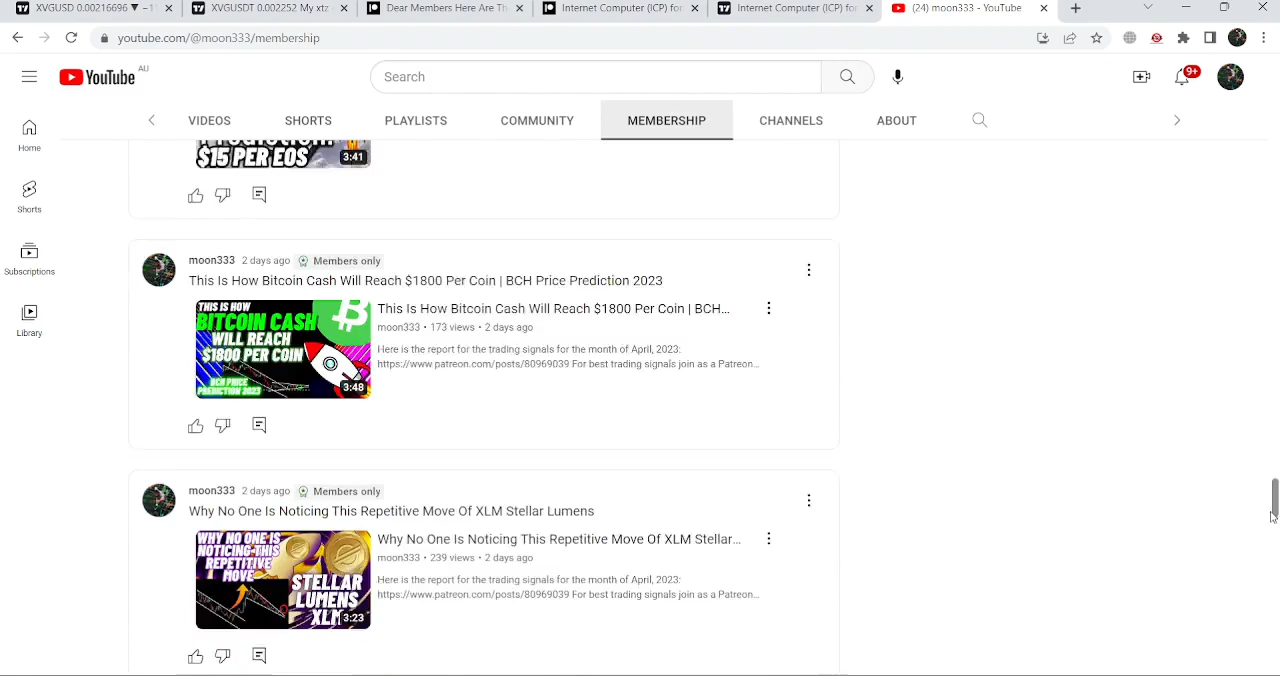 XVGUSD 0.00216696 ▼ −1
XVGUSDT 0.002252 My xtz
Dear Members Here Are Th
Internet Computer (ICP) for
Internet Computer (ICP) for
(24) moon333 - YouTube
youtube.com/@moon333/membership
YouTube AU
Search
9+
VIDEOS
SHORTS
PLAYLISTS
COMMUNITY
MEMBERSHIP
CHANNELS
ABOUT
Home
Shorts
Subscriptions
Library
$15 PER EOS
3:41
moon333 2 days ago Members only
This Is How Bitcoin Cash Will Reach $1800 Per Coin | BCH Price Prediction 2023
THIS IS HOW
BITCOIN CASH
WILL REACH
$1800 PER COIN
BCH PRICE
PREDICTION 2023
3:48
This Is How Bitcoin Cash Will Reach $1800 Per Coin | BCH...
moon333 • 173 views • 2 days ago
Here is the report for the trading signals for the month of April, 2023:
https://www.patreon.com/posts/80969039 For best trading signals join as a Patreon...
moon333 2 days ago Members only
Why No One Is Noticing This Repetitive Move Of XLM Stellar Lumens
WHY NO ONE IS
NOTICING THIS
REPETITIVE
MOVE
STELLAR
LUMENS
XLM
3:23
Why No One Is Noticing This Repetitive Move Of XLM Stellar...
moon333 • 239 views • 2 days ago
Here is the report for the trading signals for the month of April, 2023:
https://www.patreon.com/posts/80969039 For best trading signals join as a Patreon...